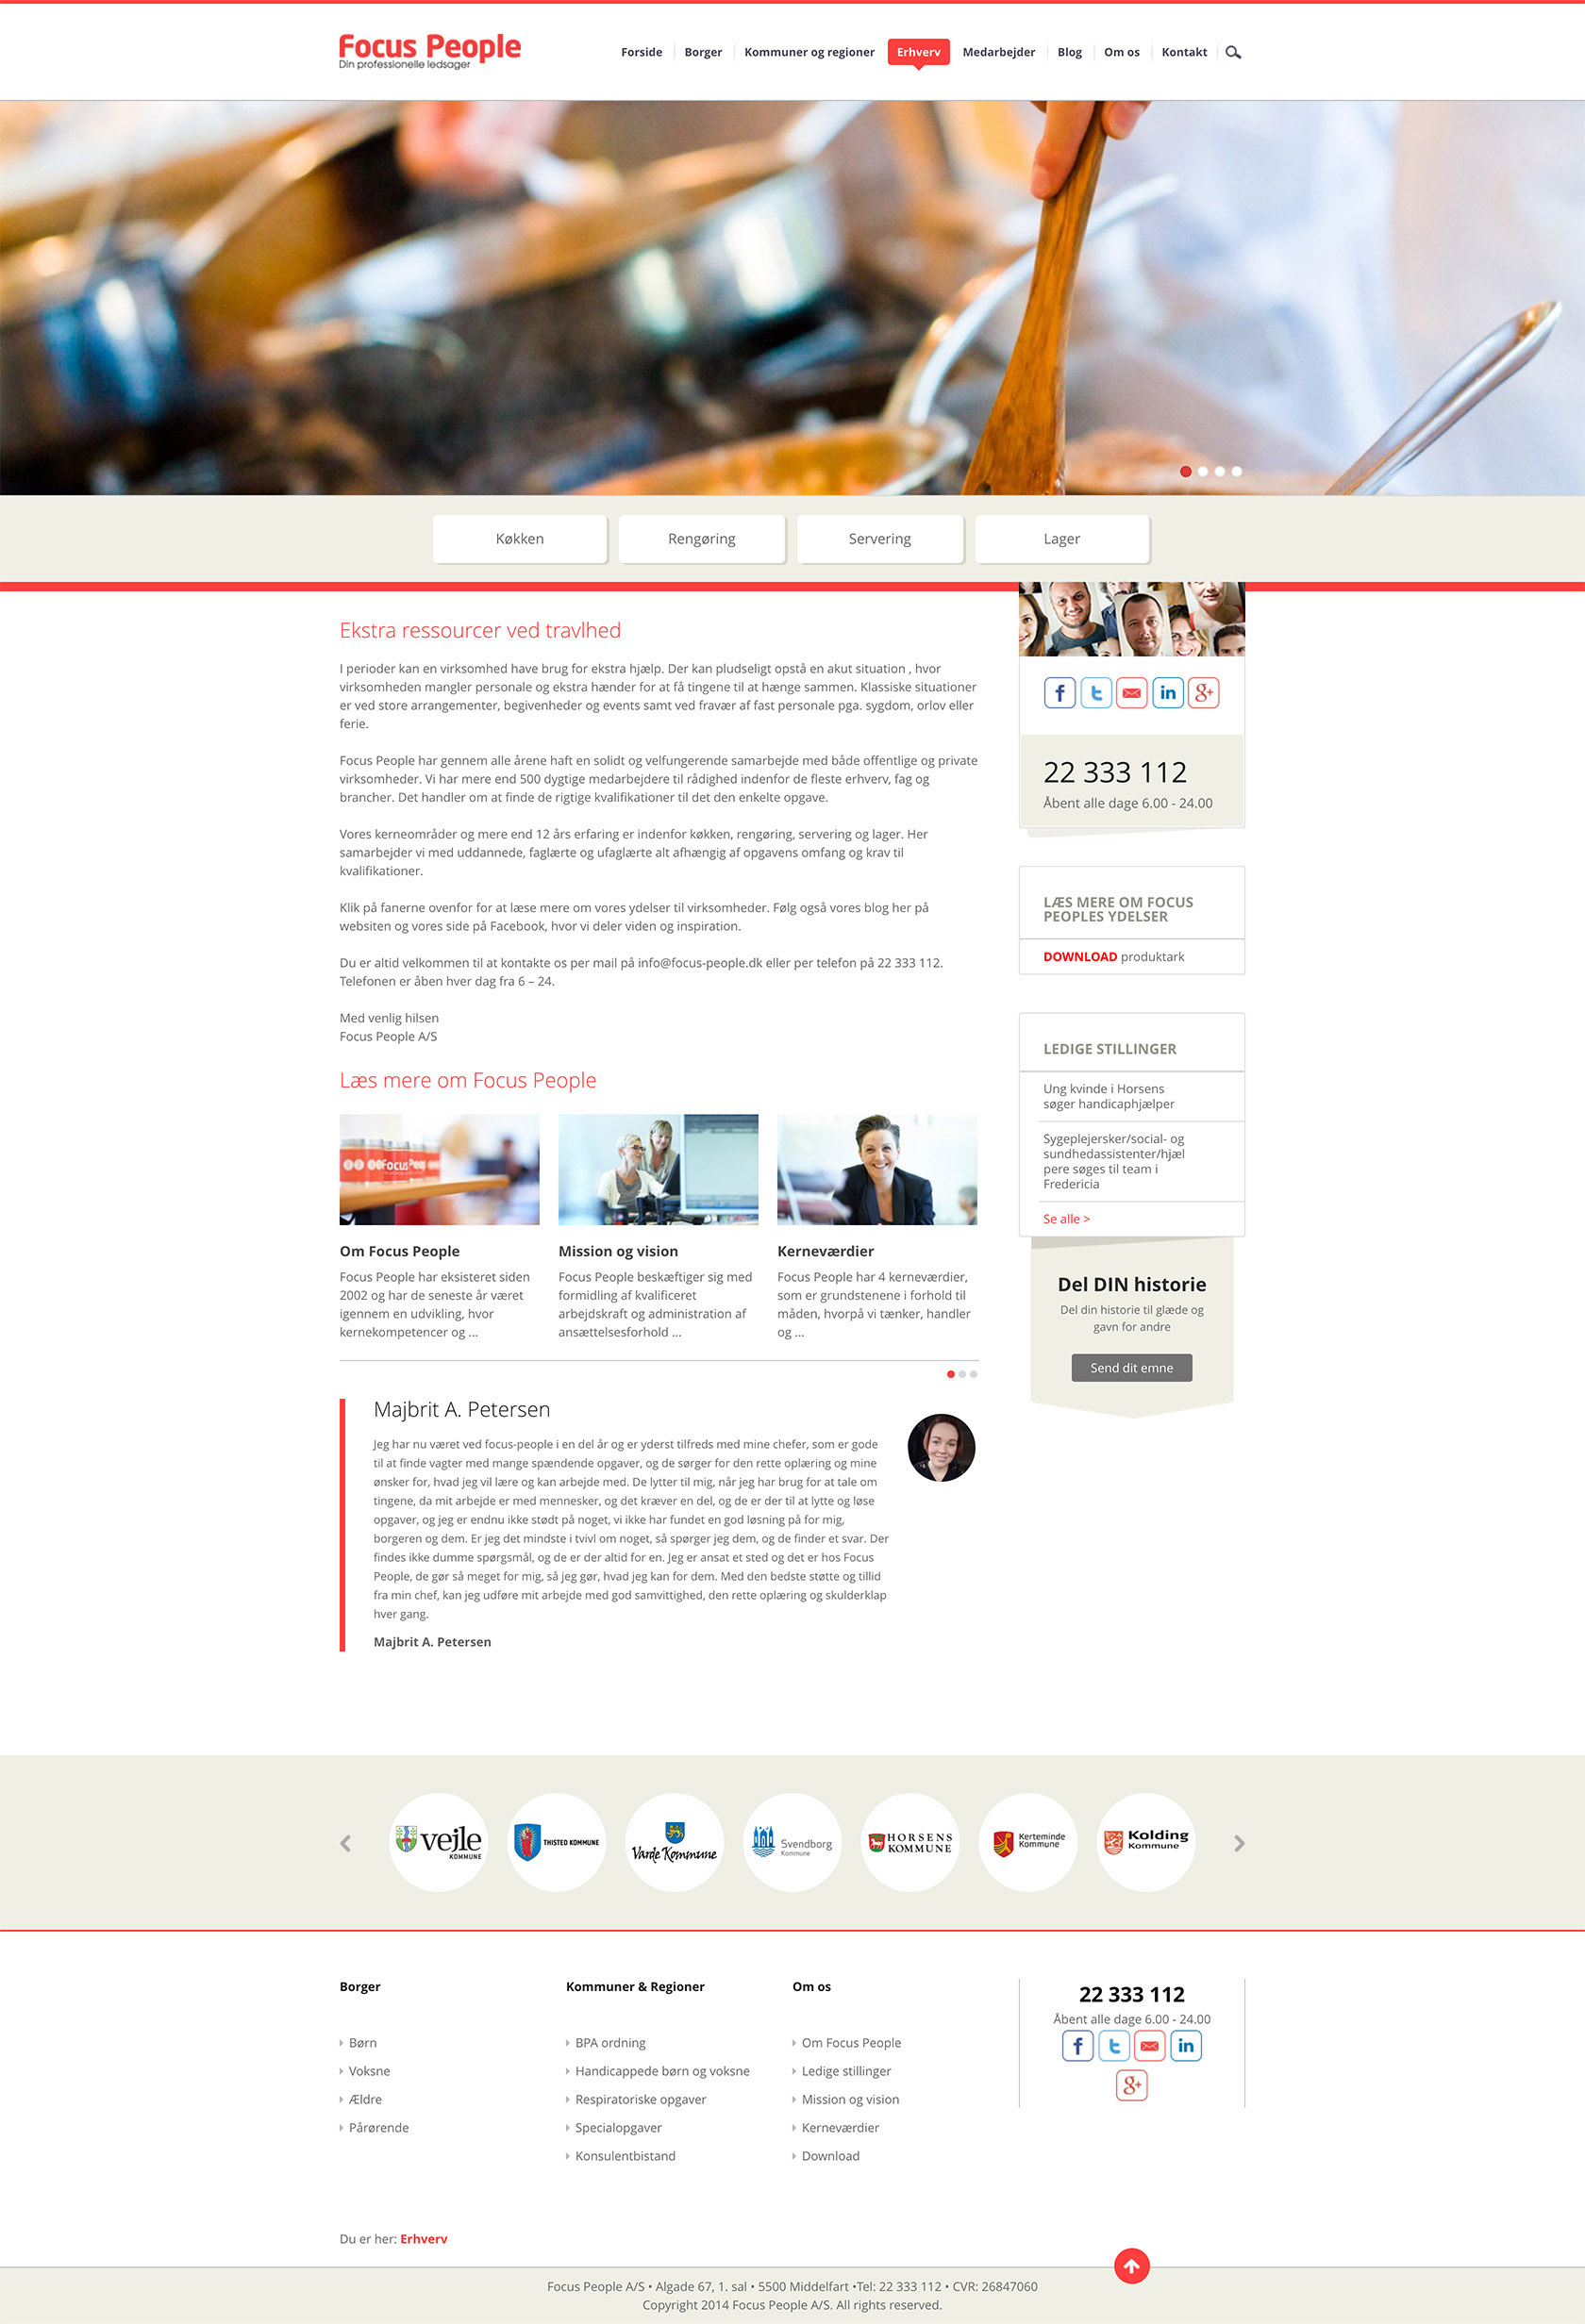 Focus People
Din professionelle ledsager
Forside
Borger
Kommuner og regioner
Erhverv
Medarbejder
Blog
Om os
Kontakt
Køkken
Rengøring
Servering
Lager
Ekstra ressourcer ved travlhed
I perioder kan en virksomhed have brug for ekstra hjælp. Der kan pludseligt opstå en akut situation , hvor
virksomheden mangler personale og ekstra hænder for at få tingene til at hænge sammen. Klassiske situationer
er ved store arrangementer, begivenheder og events samt ved fravær af fast personale pga. sygdom, orlov eller
ferie.
Focus People har gennem alle årene haft en solidt og velfungerende samarbejde med både offentlige og private
virksomheder. Vi har mere end 500 dygtige medarbejdere til rådighed indenfor de fleste erhverv, fag og
brancher. Det handler om at finde de rigtige kvalifikationer til det den enkelte opgave.
Vores kerneområder og mere end 12 års erfaring er indenfor køkken, rengøring, servering og lager. Her
samarbejder vi med uddannede, faglærte og ufaglærte alt afhængig af opgavens omfang og krav til
kvalifikationer.
Klik på fanerne ovenfor for at læse mere om vores ydelser til virksomheder. Følg også vores blog her på
websiten og vores side på Facebook, hvor vi deler viden og inspiration.
Du er altid velkommen til at kontakte os per mail på info@focus-people.dk eller per telefon på 22 333 112.
Telefonen er åben hver dag fra 6 – 24.
Med venlig hilsen
Focus People A/S
Læs mere om Focus People
Focus Peop
Om Focus People
Focus People har eksisteret siden
2002 og har de seneste år været
igennem en udvikling, hvor
kernekompetencer og ...
Mission og vision
Focus People beskæftiger sig med
formidling af kvalificeret
arbejdskraft og administration af
ansættelsesforhold ...
Kerneværdier
Focus People har 4 kerneværdier,
som er grundstenene i forhold til
måden, hvorpå vi tænker, handler
og ...
Majbrit A. Petersen
Jeg har nu været ved focus-people i en del år og er yderst tilfreds med mine chefer, som er gode
til at finde vagter med mange spændende opgaver, og de sørger for den rette oplæring og mine
ønsker for, hvad jeg vil lære og kan arbejde med. De lytter til mig, når jeg har brug for at tale om
tingene, da mit arbejde er med mennesker, og det kræver en del, og de er der til at lytte og løse
opgaver, og jeg er endnu ikke stødt på noget, vi ikke har fundet en god løsning på for mig,
borgeren og dem. Er jeg det mindste i tvivl om noget, så spørger jeg dem, og de finder et svar. Der
findes ikke dumme spørgsmål, og de er der altid for en. Jeg er ansat et sted og det er hos Focus
People, de gør så meget for mig, så jeg gør, hvad jeg kan for dem. Med den bedste støtte og tillid
fra min chef, kan jeg udføre mit arbejde med god samvittighed, den rette oplæring og skulderklap
hver gang.
Majbrit A. Petersen
22 333 112
Åbent alle dage 6.00 - 24.00
LÆS MERE OM FOCUS
PEOPLES YDELSER
DOWNLOAD produktark
LEDIGE STILLINGER
Ung kvinde i Horsens
søger handicaphjælper
Sygeplejersker/social- og
sundhedassistenter/hjæl
pere søges til team i
Fredericia
Se alle >
Del DIN historie
Del din historie til glæde og
gavn for andre
Send dit emne
vejle
KOMMUNE
THISTED KOMMUNE
Varde Kommune
Svendborg
Kommune
HORSENS
KOMMUNE
Kerteminde
Kommune
Kolding
Kommune
Borger
Børn
Voksne
Ældre
Pårørende
Kommuner & Regioner
BPA ordning
Handicappede børn og voksne
Respiratoriske opgaver
Specialopgaver
Konsulentbistand
Om os
Om Focus People
Ledige stillinger
Mission og vision
Kerneværdier
Download
22 333 112
Åbent alle dage 6.00 - 24.00
Du er her: Erhverv
Focus People A/S • Algade 67, 1. sal • 5500 Middelfart •Tel: 22 333 112 • CVR: 26847060
Copyright 2014 Focus People A/S. All rights reserved.